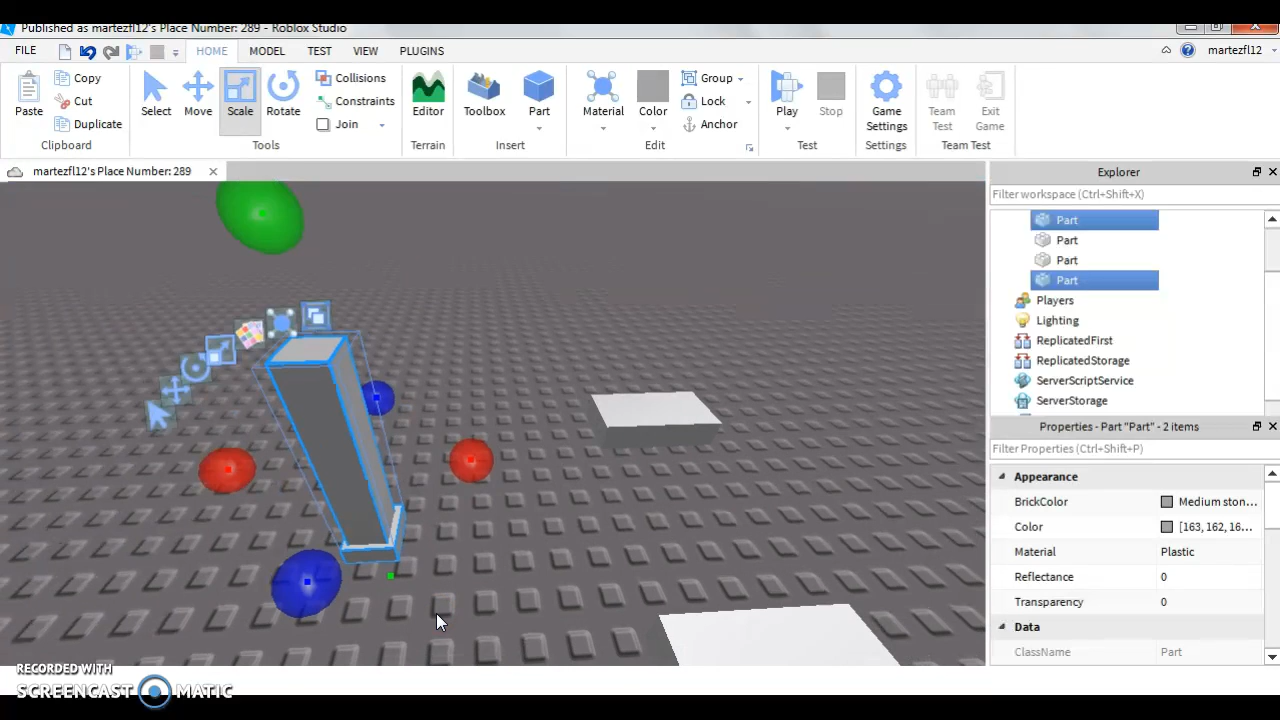 Published as martezfl12's Place Number: 289 - Roblox Studio
FILE HOME MODEL TEST VIEW PLUGINS martezfl12
Paste Copy Cut Duplicate Clipboard
Select Move Scale Rotate Collisions Constraints Join Tools
Editor Terrain
Toolbox Part Insert
Material Color Group Lock Anchor Edit
Play Stop Test
Game Settings Settings
Team Test Exit Game Team Test
martezfl12's Place Number: 289
Explorer
Filter workspace (Ctrl+Shift+X)
Part
Part
Part
Part
Players
Lighting
ReplicatedFirst
ReplicatedStorage
ServerScriptService
ServerStorage
Properties - Part "Part" - 2 items
Filter Properties (Ctrl+Shift+P)
Appearance
BrickColor Medium ston...
Color [163, 162, 16...
Material Plastic
Reflectance 0
Transparency 0
Data
ClassName Part
RECORDED WITH
SCREENCAST MATIC